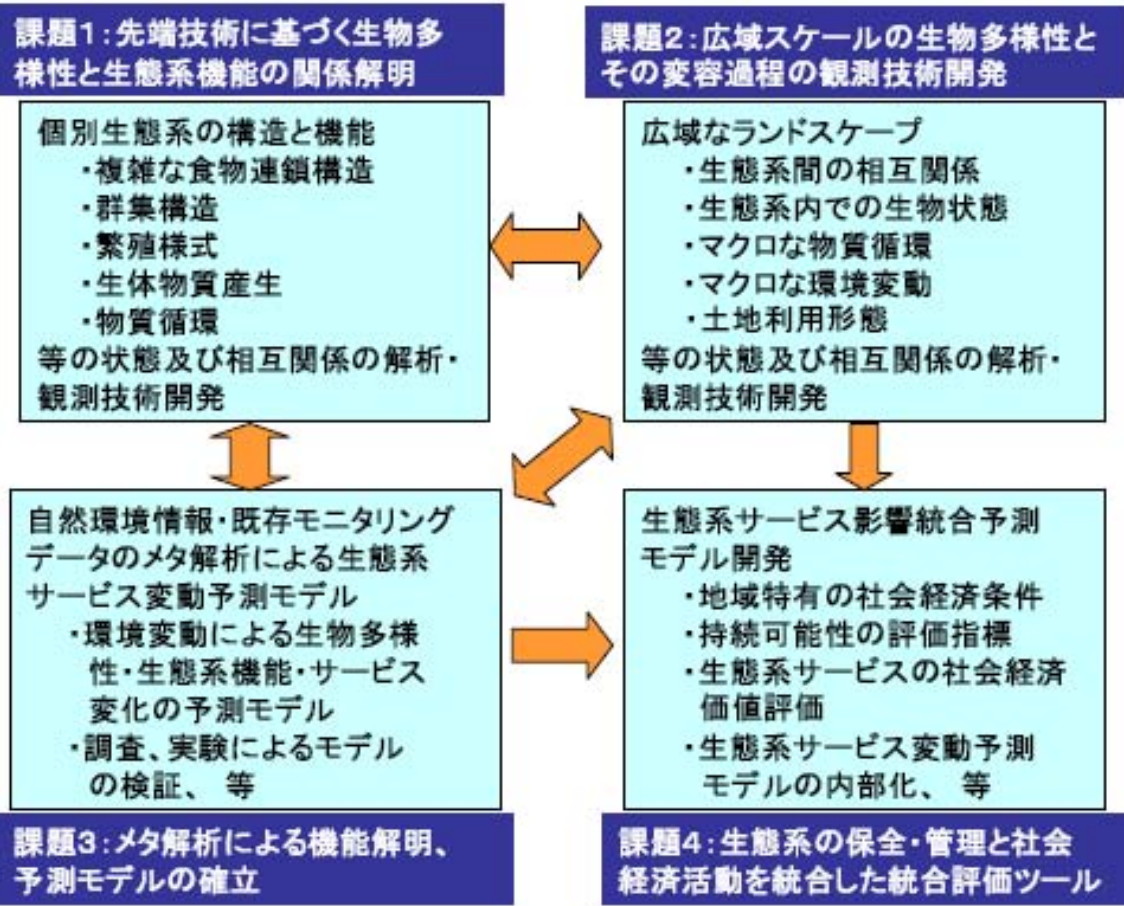 課題1:先端技術に基づく生物多
様性と生態系機能の関係解明
個別生態系の構造と機能
・複雑な食物連鎖構造
・群集構造
・繁殖様式
・生体物質産生
・物質循環
等の状態及び相互関係の解析・
観測技術開発
課題2:広域スケールの生物多様性と
その変容過程の観測技術開発
広域なランドスケープ
・生態系間の相互関係
・生態系内での生物状態
・マクロな物質循環
・マクロな環境変動
・土地利用形態
等の状態及び相互関係の解析・
観測技術開発
自然環境情報・既存モニタリング
データのメタ解析による生態系
サービス変動予測モデル
・環境変動による生物多様
性・生態系機能・サービス
変化の予測モデル
・調査、実験によるモデル
の検証、 等
課題3:メタ解析による機能解明、
予測モデルの確立
生態系サービス影響統合予測
モデル開発
・地域特有の社会経済条件
・持続可能性の評価指標
・生態系サービスの社会経済
価値評価
・生態系サービス変動予測
モデルの内部化、 等
課題4:生態系の保全・管理と社会
経済活動を統合した統合評価ツール